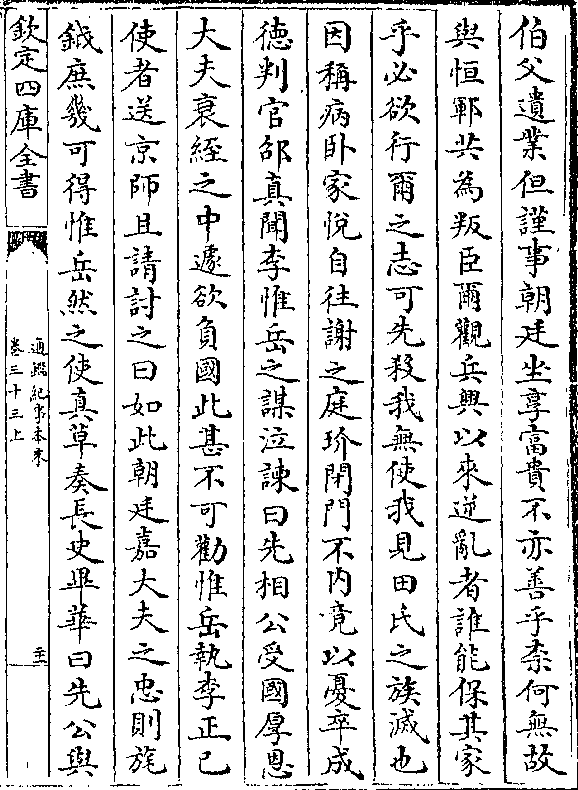 伯父遺業但謹事朝廷坐享富貴不亦善乎柰何無故
與恒鄆共為叛臣爾觀兵興以來逆亂者誰能保其家
乎必欲行爾之志可先殺我無使我見田氏之族滅也
因稱病卧家悅自往謝之庭玠閉門不内竟以憂卒成
徳判官邵真聞李惟岳之謀泣諫曰先相公受國厚恩
大夫衰絰之中遽欲負國此甚不可勸惟岳執李正已
使者送京師且請討之曰如此朝廷嘉大夫之忠則旄
鉞庶幾可得惟岳然之使真草奏長史畢華曰先公與
欽定四庫全書
通鑑紀事本末
卷三十三上